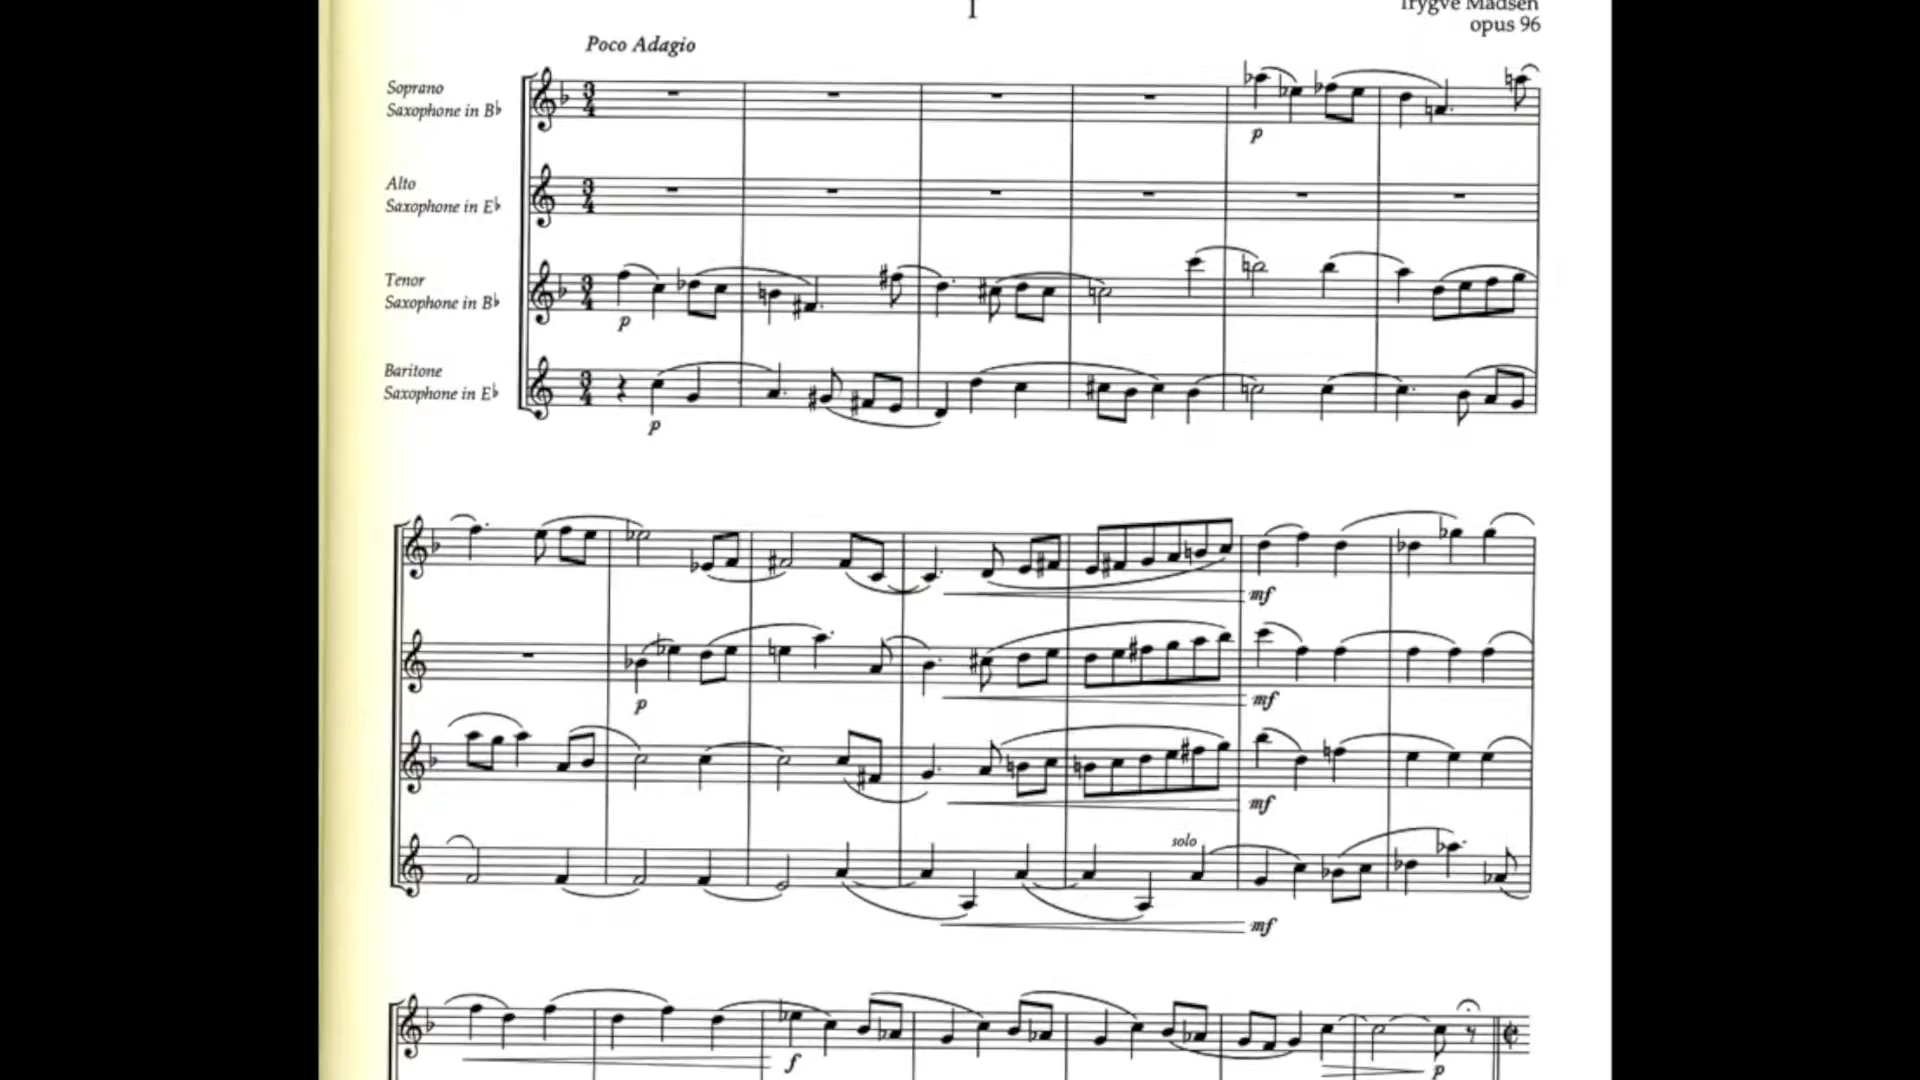 I
Trygve Madsen
opus 96
Poco Adagio
Soprano
Saxophone in B♭
p
Alto
Saxophone in E♭
Tenor
Saxophone in B♭
p
Baritone
Saxophone in E♭
p
mf
p
mf
mf
solo
mf
f
p